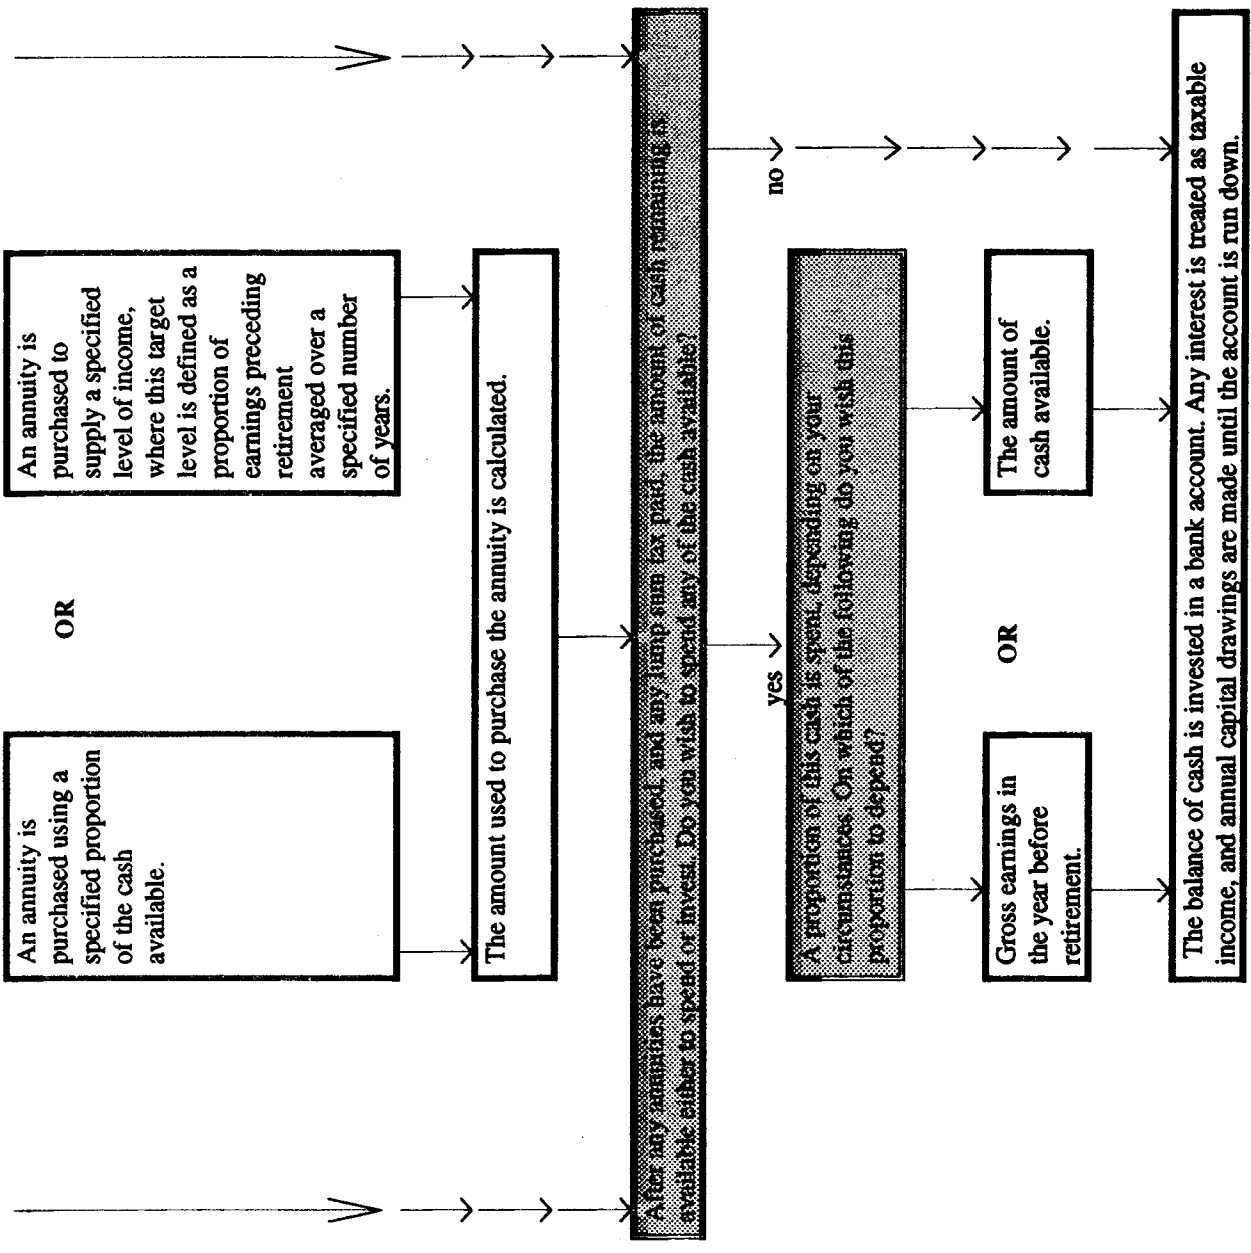 An annuity is
purchased using a
specified proportion
of the cash
available.
OR
An annuity is
purchased to
supply a specified
level of income,
where this target
level is defined as a
proportion of
earnings preceding
retirement
averaged over a
specified number
of years.
The amount used to purchase the annuity is calculated.
After any annuities have been purchased, and any lump sum tax paid, the amount of cash remaining is
available either to spend or invest. Do you wish to spend any of the cash available?
yes
no
A proportion of this cash is spent, depending on your
circumstances. On which of the following do you wish this
proportion to depend?
Gross earnings in
the year before
retirement.
OR
The amount of
cash available.
The balance of cash is invested in a bank account. Any interest is treated as taxable
income, and annual capital drawings are made until the account is run down.